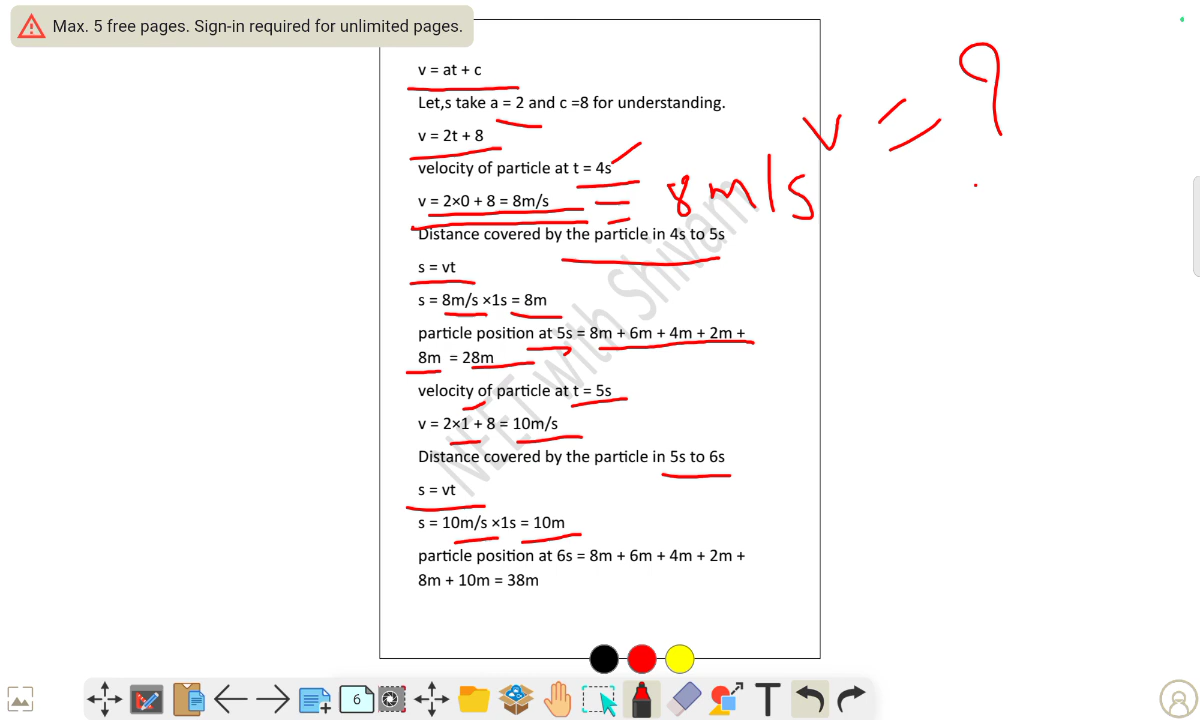 Max. 5 free pages. Sign-in required for unlimited pages.
v = at + c
Let,s take a = 2 and c =8 for understanding.
v = 2t + 8
velocity of particle at t = 4s
v = 2×0 + 8 = 8m/s
= 8m/s
v = ?
Distance covered by the particle in 4s to 5s
s = vt
s = 8m/s ×1s = 8m
particle position at 5s = 8m + 6m + 4m + 2m +
8m = 28m
velocity of particle at t = 5s
v = 2×1 + 8 = 10m/s
Distance covered by the particle in 5s to 6s
s = vt
s = 10m/s ×1s = 10m
particle position at 6s = 8m + 6m + 4m + 2m +
8m + 10m = 38m
NEET with Shivam
6
T